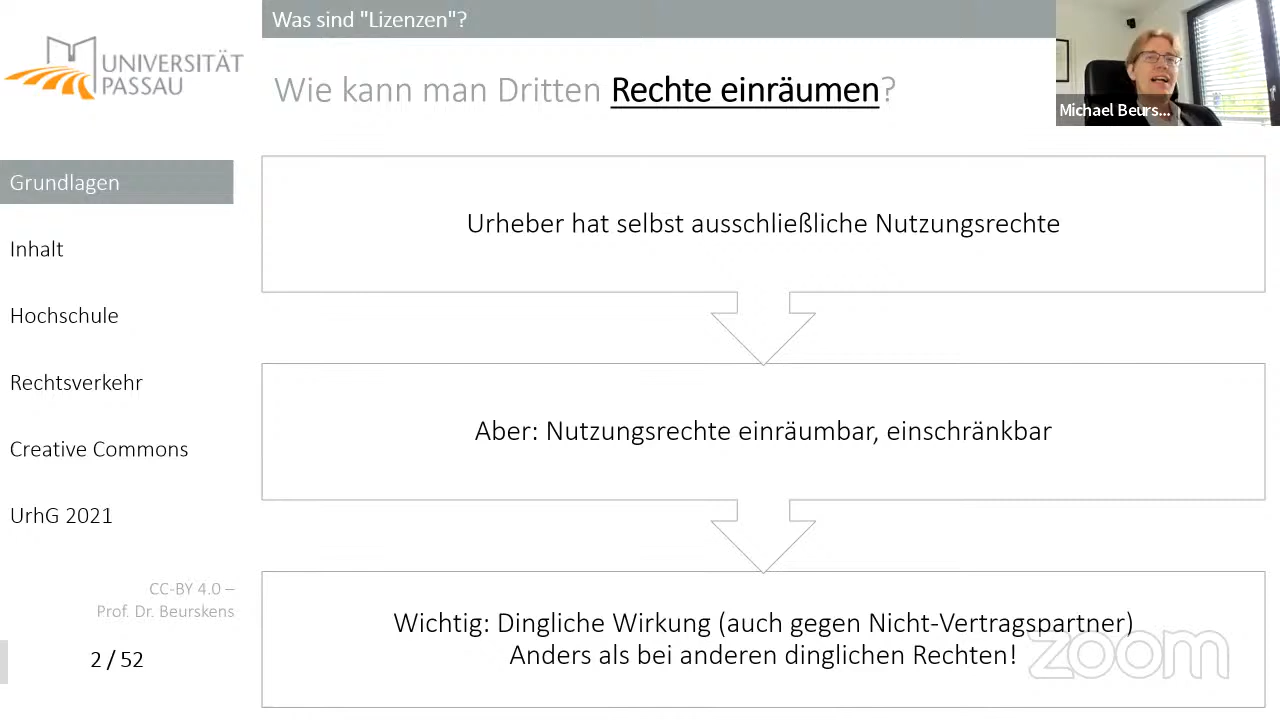 Was sind "Lizenzen"?
UNIVERSITÄT
PASSAU
Wie kann man Dritten Rechte einräumen?
Michael Beurs...
Grundlagen
Inhalt
Hochschule
Rechtsverkehr
Creative Commons
UrhG 2021
CC-BY 4.0 –
Prof. Dr. Beurskens
2 / 52
Urheber hat selbst ausschließliche Nutzungsrechte
Aber: Nutzungsrechte einräumbar, einschränkbar
Wichtig: Dingliche Wirkung (auch gegen Nicht-Vertragspartner)
Anders als bei anderen dinglichen Rechten!
zoom